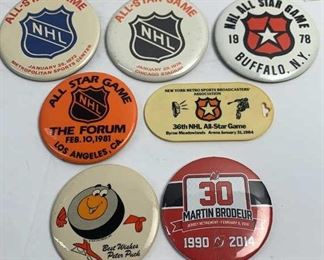 ALL-STAR GAME
NHL
METROPOLITAN SPORTS CENTER
ALL-STAR GAME
NHL
CHICAGO STADIUM
NHL ALL STAR GAME
19 78
BUFFALO, N.Y.
ALL STAR GAME
NHL
THE FORUM
FEB. 10, 1981
LOS ANGELES, CA.
NEW YORK METRO SPORTS BROADCASTERS'
ASSOCIATION
36th NHL All-Star Game
Byrne Meadowlands Arena January 31, 1984
Best Wishes
Peter Puck
30
MARTIN BRODEUR
1990 2014